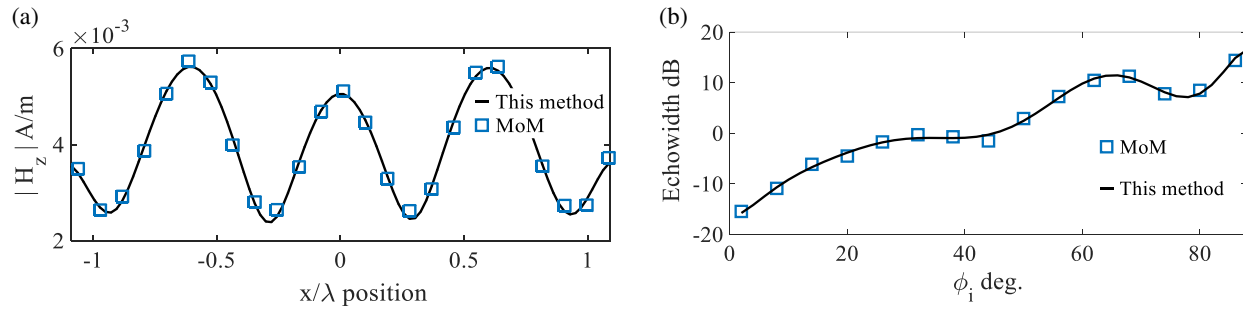 (a)
×10⁻³
6
4
2
| H_z | A/m
This method
MoM
-1 -0.5 0 0.5 1
x/λ position
(b)
20
10
0
-10
-20
Echowidth dB
MoM
This method
0 20 40 60 80
ϕ_i deg.